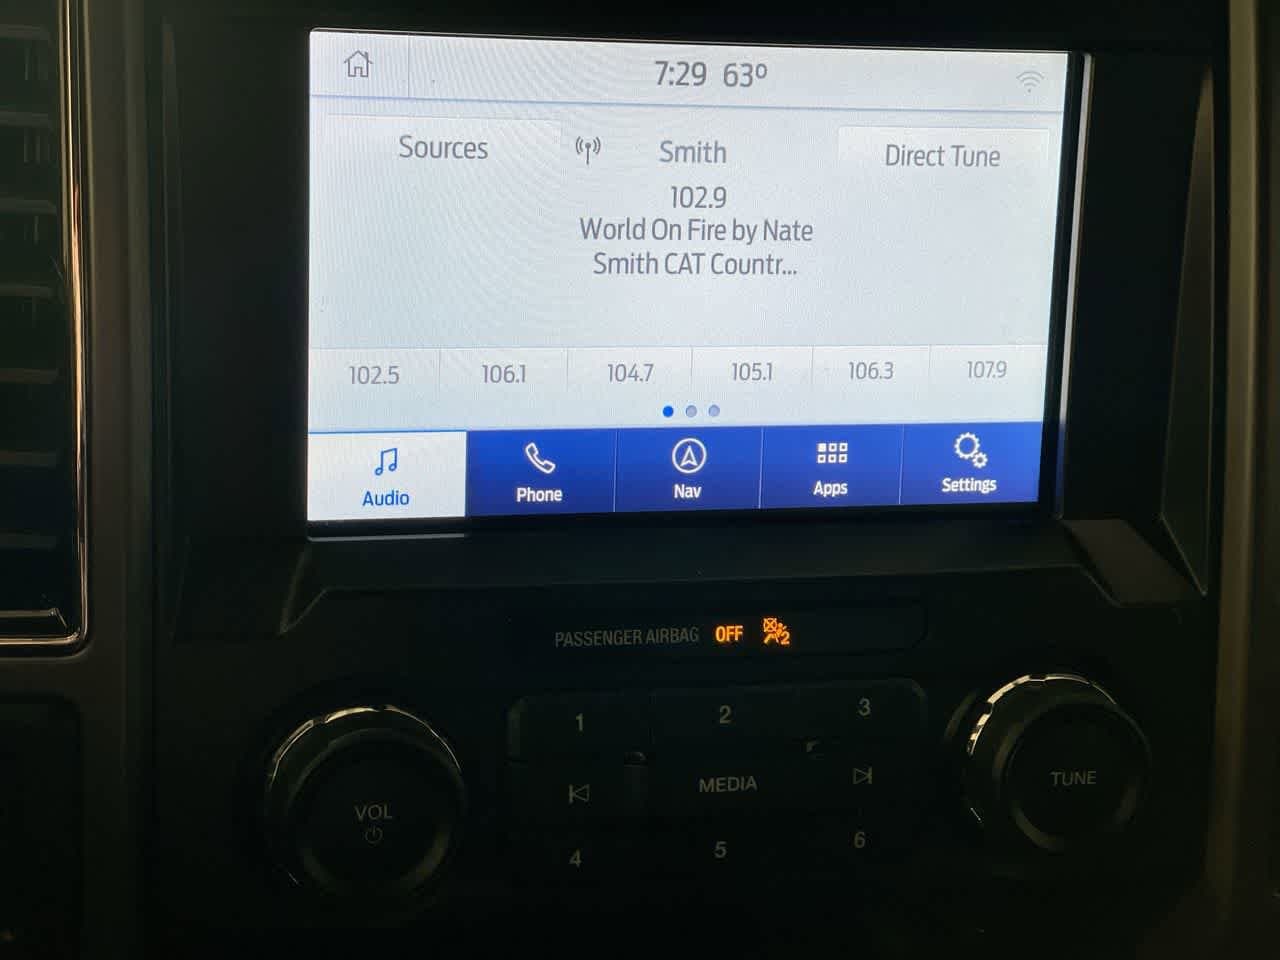 7:29 63º
Sources
Smith
Direct Tune
102.9
World On Fire by Nate
Smith CAT Countr...
102.5 106.1 104.7 105.1 106.3 107.9
Audio Phone Nav Apps Settings
PASSENGER AIRBAG OFF 2
1 2 3
MEDIA
VOL
TUNE
4 5 6